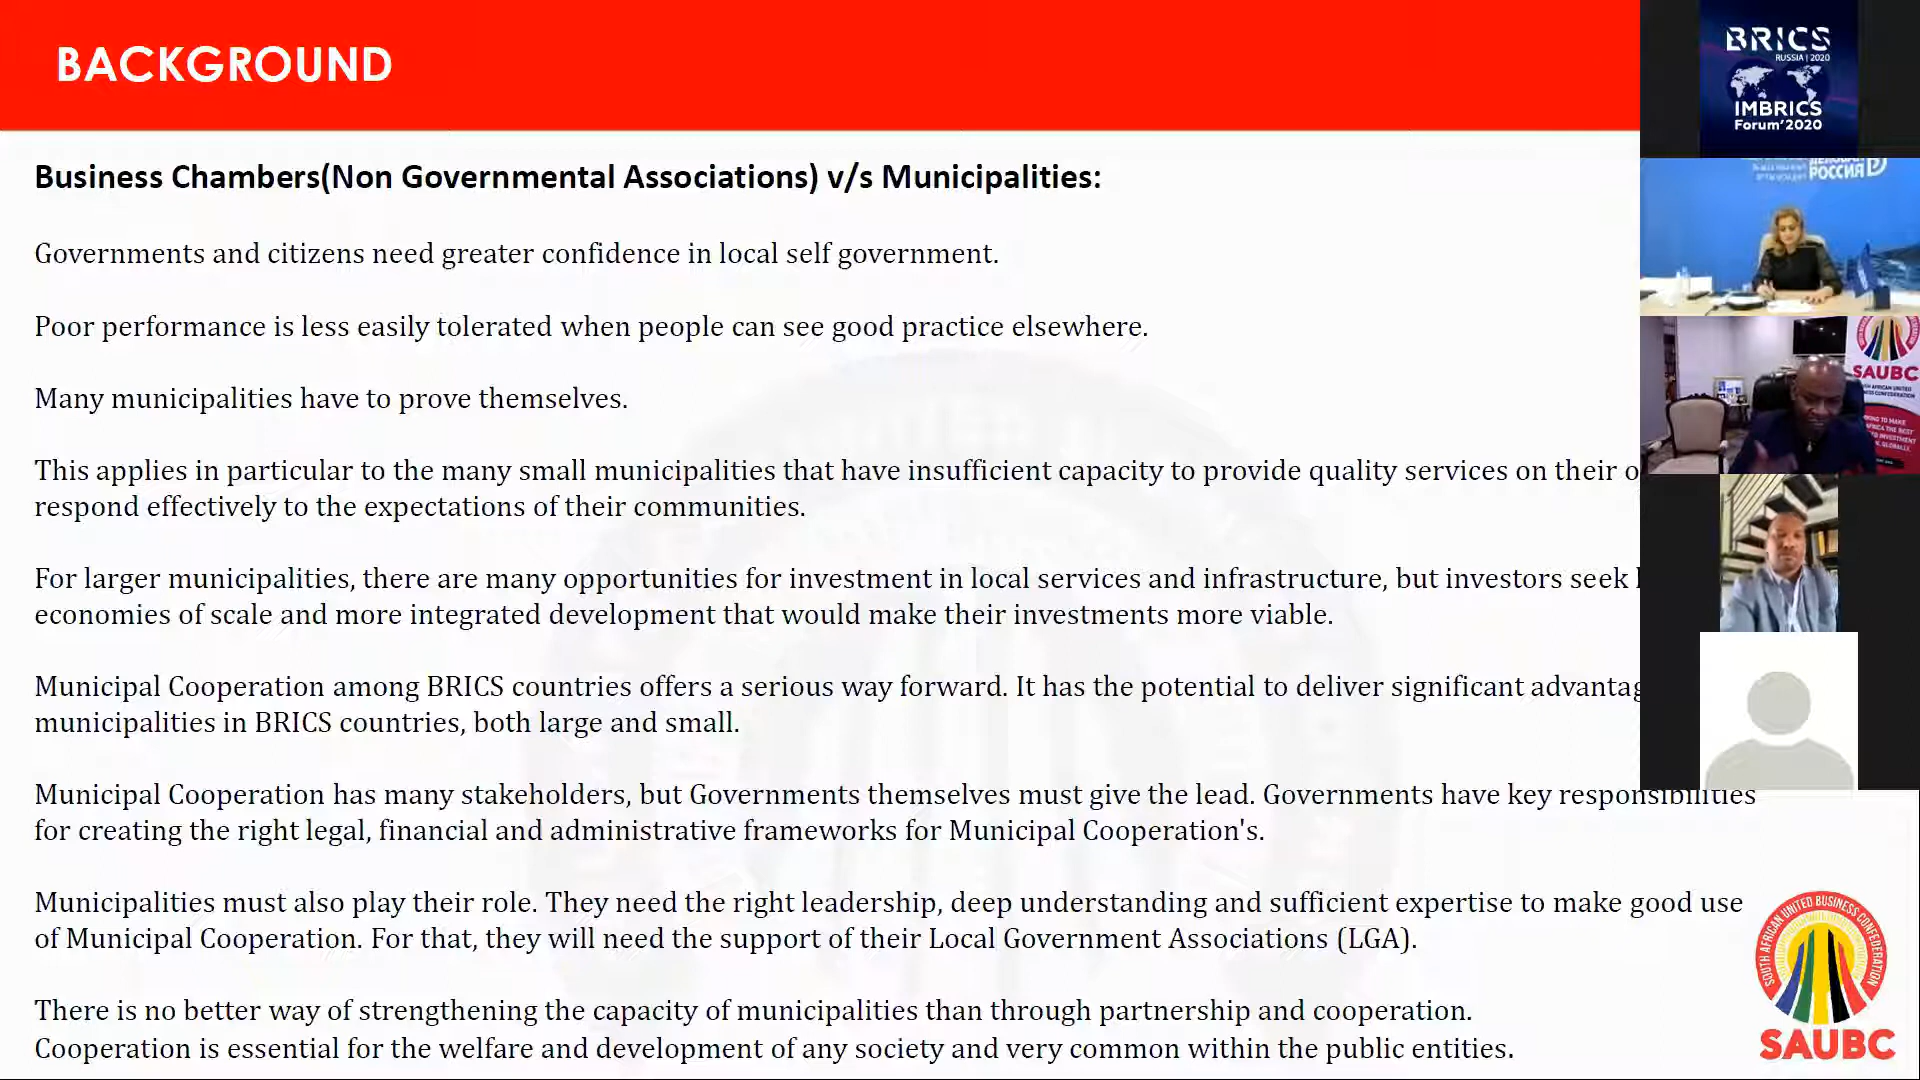 BACKGROUND
Business Chambers(Non Governmental Associations) v/s Municipalities:
Governments and citizens need greater confidence in local self government.
Poor performance is less easily tolerated when people can see good practice elsewhere.
Many municipalities have to prove themselves.
This applies in particular to the many small municipalities that have insufficient capacity to provide quality services on their
respond effectively to the expectations of their communities.
For larger municipalities, there are many opportunities for investment in local services and infrastructure, but investors seek
economies of scale and more integrated development that would make their investments more viable.
Municipal Cooperation among BRICS countries offers a serious way forward. It has the potential to deliver significant
municipalities in BRICS countries, both large and small.
Municipal Cooperation has many stakeholders, but Governments themselves must give the lead. Governments have key responsibilities
for creating the right legal, financial and administrative frameworks for Municipal Cooperation's.
Municipalities must also play their role. They need the right leadership, deep understanding and sufficient expertise to make good use
of Municipal Cooperation. For that, they will need the support of their Local Government Associations (LGA).
There is no better way of strengthening the capacity of municipalities than through partnership and cooperation.
Cooperation is essential for the welfare and development of any society and very common within the public entities.
BRICS
RUSSIA | 2020
IMBRICS
Forum'2020
РОССИЯ
SAUBC
SOUTH AFRICAN UNITED BUSINESS CONFEDERATION
SAUBC